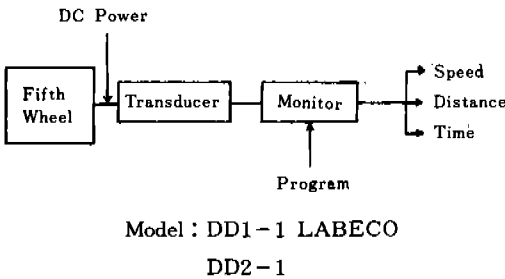 DC Power
Fifth
Wheel
Transducer
Monitor
Speed
Distance
Time
Program
Model : DD1-1 LABECO
DD2-1